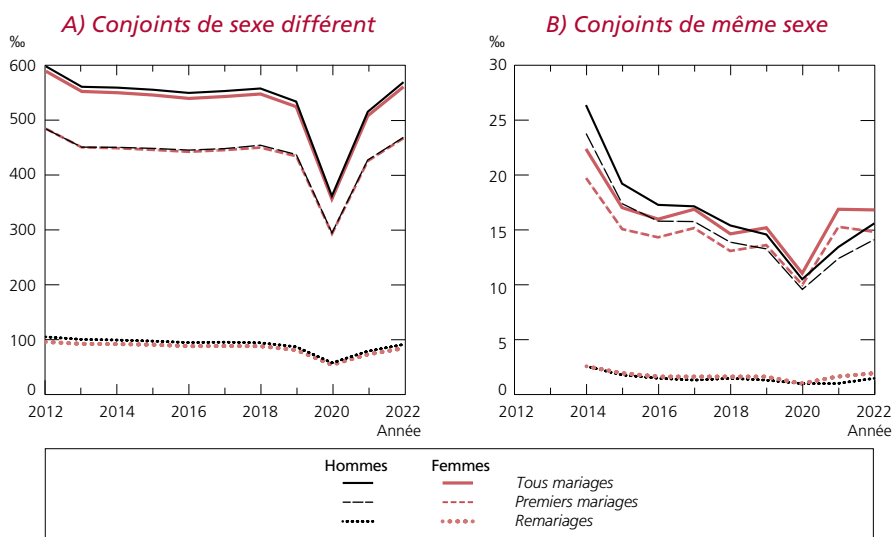 A) Conjoints de sexe différent
‰
600
500
400
300
200
100
0
2012 2014 2016 2018 2020 2022
Année
B) Conjoints de même sexe
‰
30
25
20
15
10
5
0
2012 2014 2016 2018 2020 2022
Année
Hommes Femmes
Tous mariages
Premiers mariages
Remariages